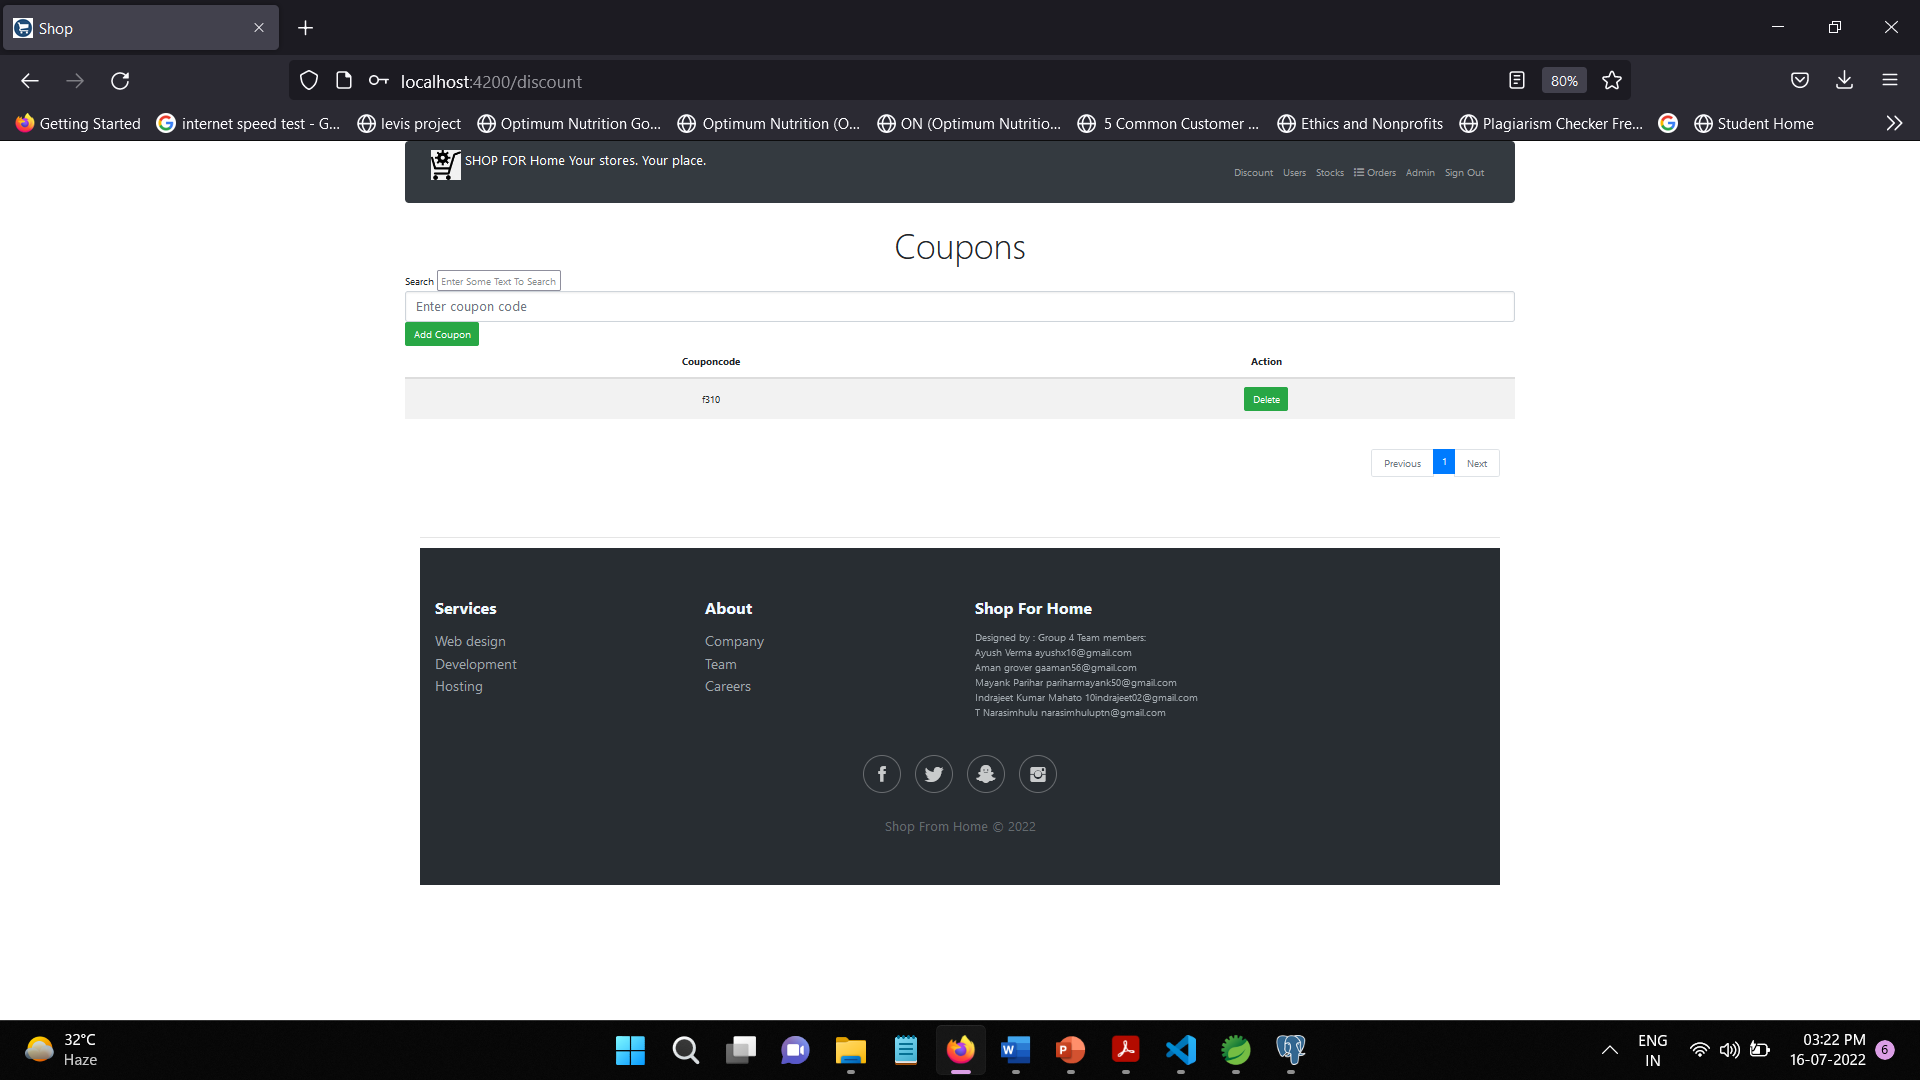 Shop
localhost:4200/discount
80%
Getting Started
internet speed test - G...
levis project
Optimum Nutrition Go...
Optimum Nutrition (O...
ON (Optimum Nutritio...
5 Common Customer ...
Ethics and Nonprofits
Plagiarism Checker Fre...
Student Home
SHOP FOR Home Your stores. Your place.
Discount Users Stocks Orders Admin Sign Out
Coupons
Search Enter Some Text To Search
Enter coupon code
Add Coupon
Couponcode Action
f310 Delete
Previous 1 Next
Services
Web design
Development
Hosting
About
Company
Team
Careers
Shop For Home
Designed by : Group 4 Team members:
Ayush Verma ayushx16@gmail.com
Aman grover gaaman56@gmail.com
Mayank Parihar pariharmayank50@gmail.com
Indrajeet Kumar Mahato 10indrajeet02@gmail.com
T Narasimhulu narasimhuluptn@gmail.com
Shop From Home © 2022
32°C
Haze
ENG
IN
03:22 PM
16-07-2022
6